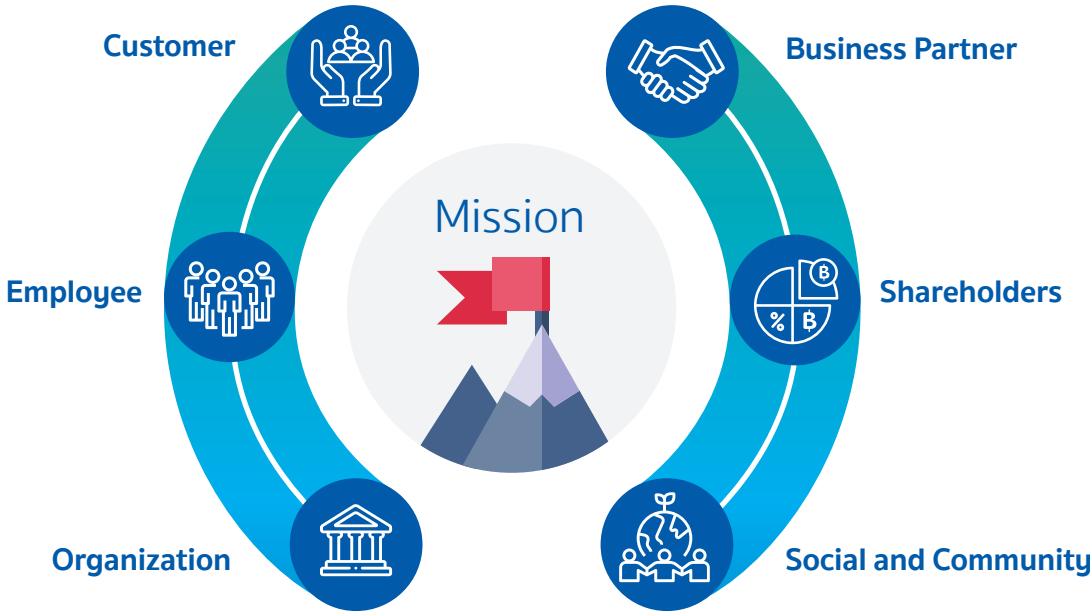 Customer
Business Partner
Mission
Employee
฿
Shareholders
% ฿
Organization
Social and Community